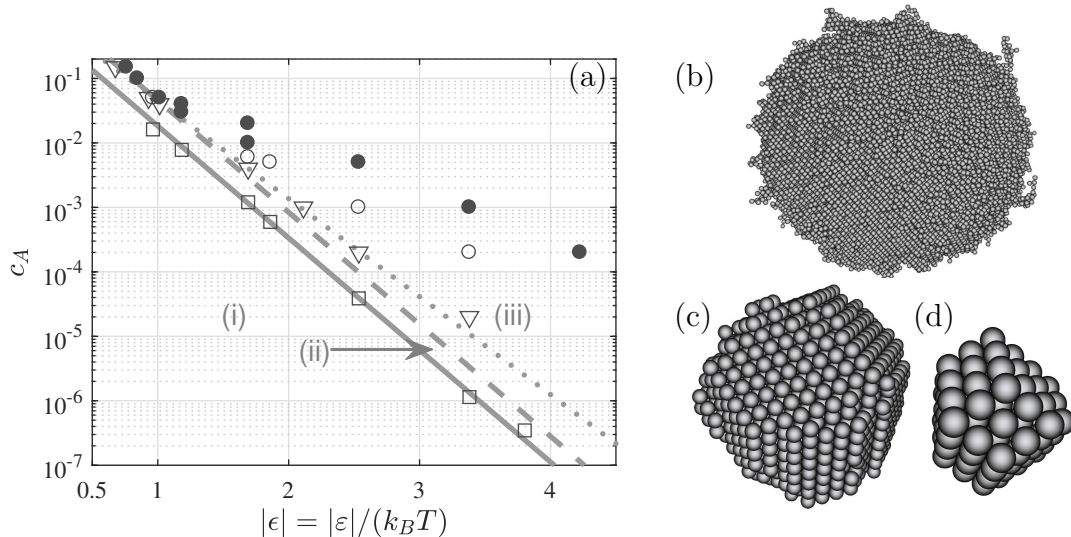 (a)
10^-1
10^-2
10^-3
10^-4
10^-5
10^-6
10^-7
c_A
(i)
(ii)
(iii)
0.5 1 2 3 4
|ϵ| = |ε|/(k_B T)
(b)
(c)
(d)